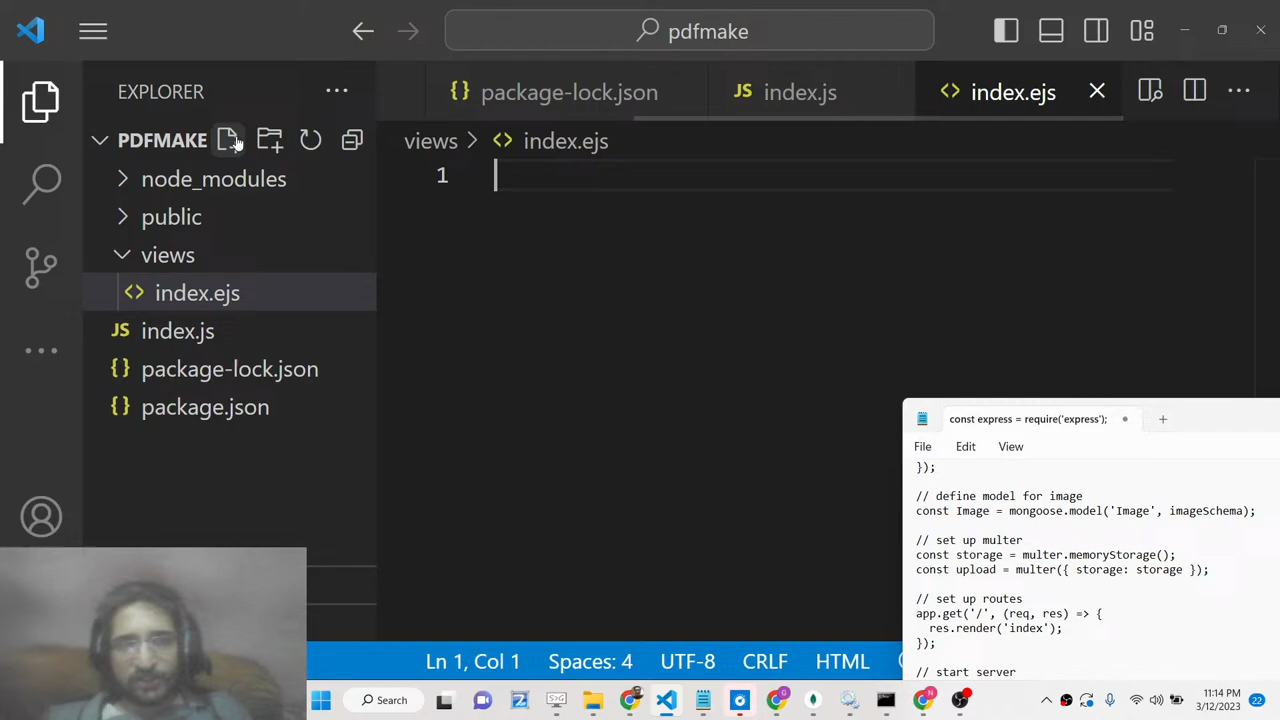 pdfmake
EXPLORER
package-lock.json
JS index.js
index.ejs
PDFMAKE
views
index.ejs
1
node_modules
public
views
index.ejs
JS index.js
{} package-lock.json
{} package.json
const express = require('express');
File Edit View
});
// define model for image
const Image = mongoose.model('Image', imageSchema);
// set up multer
const storage = multer.memoryStorage();
const upload = multer({ storage: storage });
// set up routes
app.get('/', (req, res) => {
res.render('index');
});
// start server
Ln 1, Col 1 Spaces: 4 UTF-8 CRLF HTML
Search
11:14 PM
3/12/2023
22